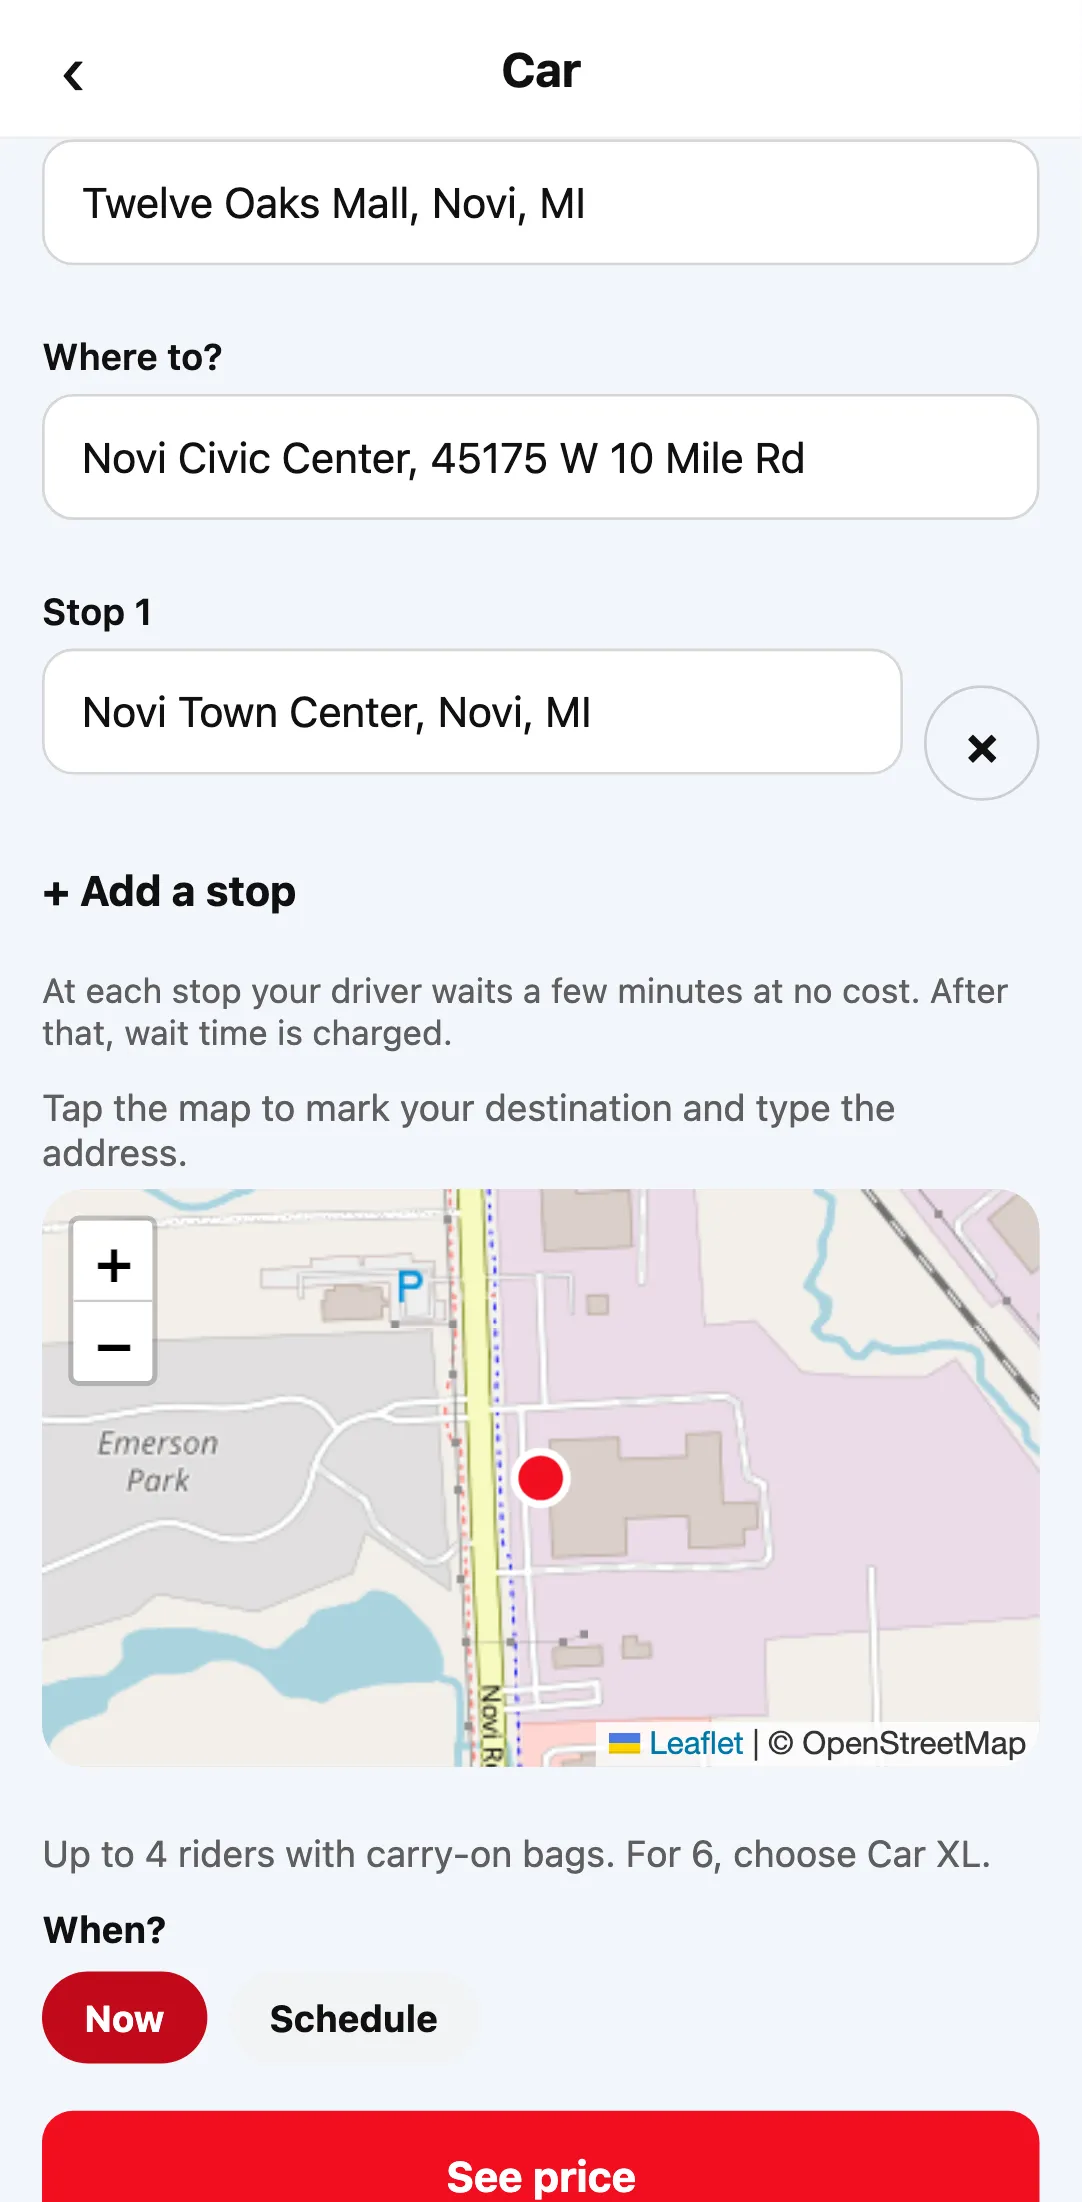 Car
Twelve Oaks Mall, Novi, MI
Where to?
Novi Civic Center, 45175 W 10 Mile Rd
Stop 1
Novi Town Center, Novi, MI
+ Add a stop
At each stop your driver waits a few minutes at no cost. After
that, wait time is charged.
Tap the map to mark your destination and type the
address.
+
−
P
Emerson
Park
Novi R
Leaflet | © OpenStreetMap
Up to 4 riders with carry-on bags. For 6, choose Car XL.
When?
Now
Schedule
See price